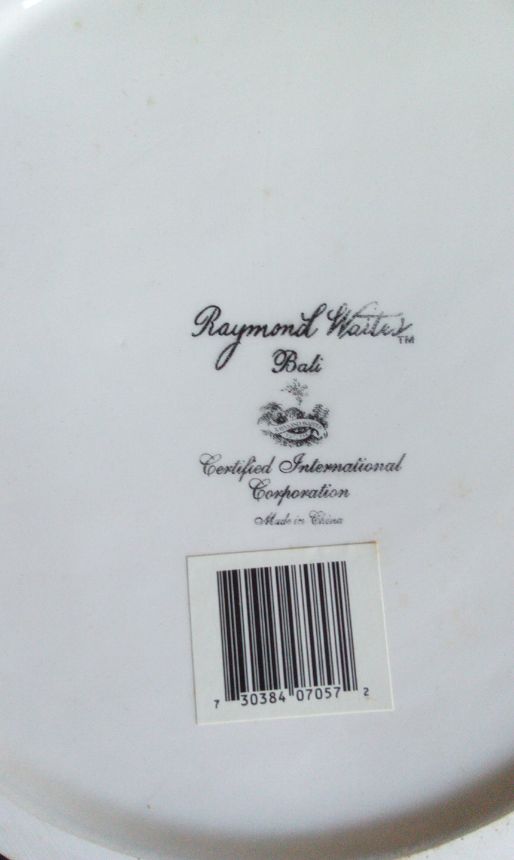 Raymond Waites™
Bali
Certified International
Corporation
Made in China
7 30384 07057 2